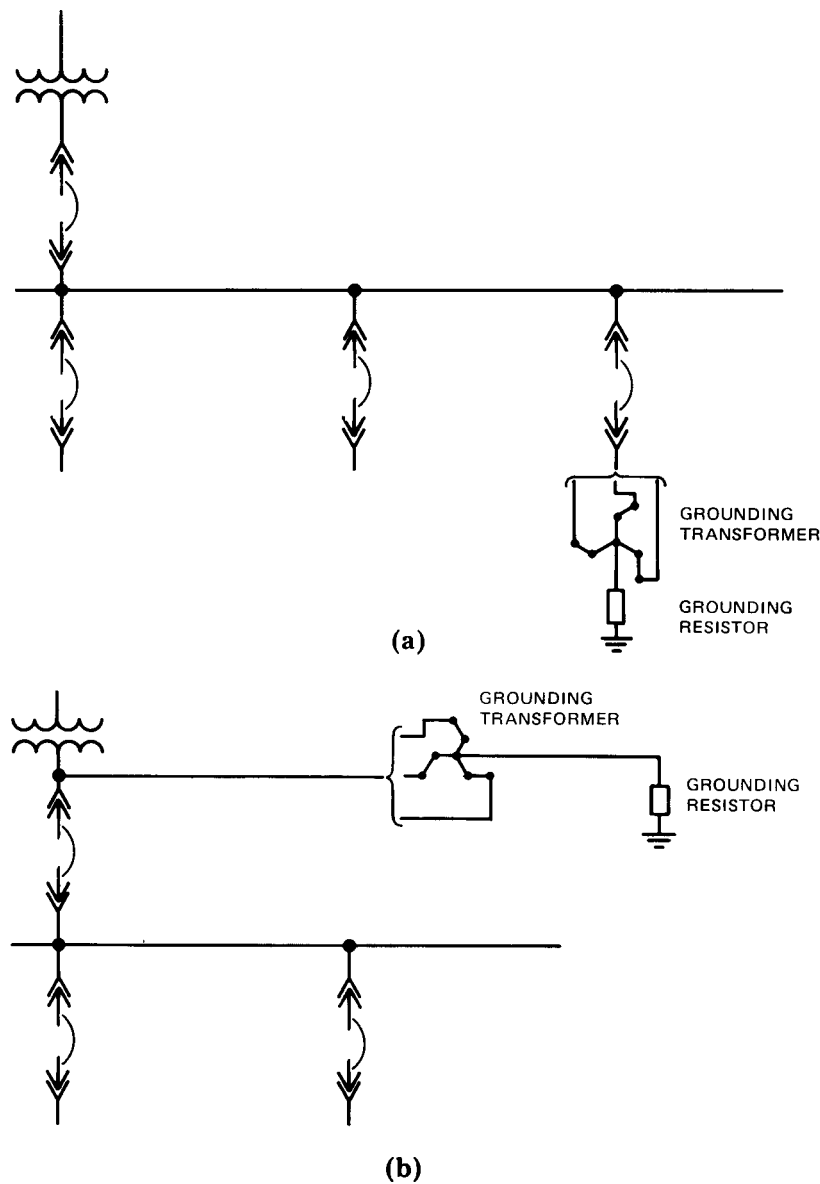 GROUNDING
TRANSFORMER
GROUNDING
RESISTOR
(a)
GROUNDING
TRANSFORMER
GROUNDING
RESISTOR
(b)